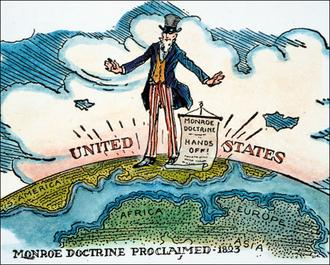 MONROE
DOCTRINE
HANDS
OFF!
UNITED STATES
S. AMERICA
AFRICA
EUROPE
ASIA
MONROE DOCTRINE PROCLAIMED - 1823